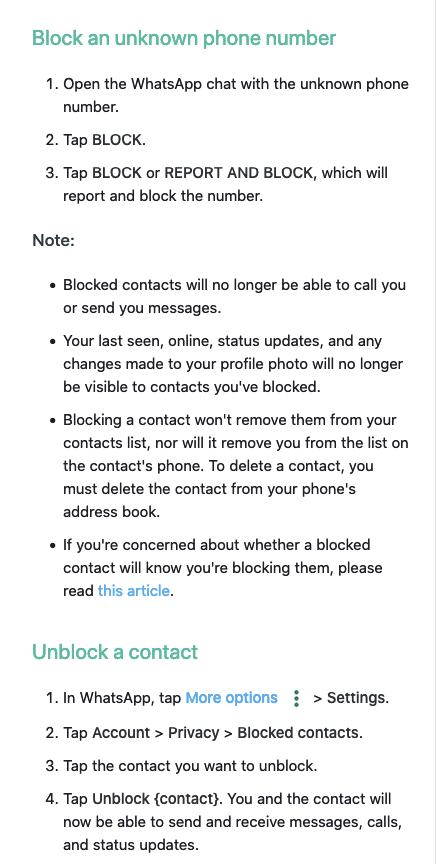 Block an unknown phone number
1. Open the WhatsApp chat with the unknown phone
number.
2. Tap BLOCK.
3. Tap BLOCK or REPORT AND BLOCK, which will
report and block the number.
Note:
• Blocked contacts will no longer be able to call you
or send you messages.
• Your last seen, online, status updates, and any
changes made to your profile photo will no longer
be visible to contacts you've blocked.
• Blocking a contact won't remove them from your
contacts list, nor will it remove you from the list on
the contact's phone. To delete a contact, you
must delete the contact from your phone's
address book.
• If you're concerned about whether a blocked
contact will know you're blocking them, please
read this article.
Unblock a contact
1. In WhatsApp, tap More options ⋮ > Settings.
2. Tap Account > Privacy > Blocked contacts.
3. Tap the contact you want to unblock.
4. Tap Unblock {contact}. You and the contact will
now be able to send and receive messages, calls,
and status updates.